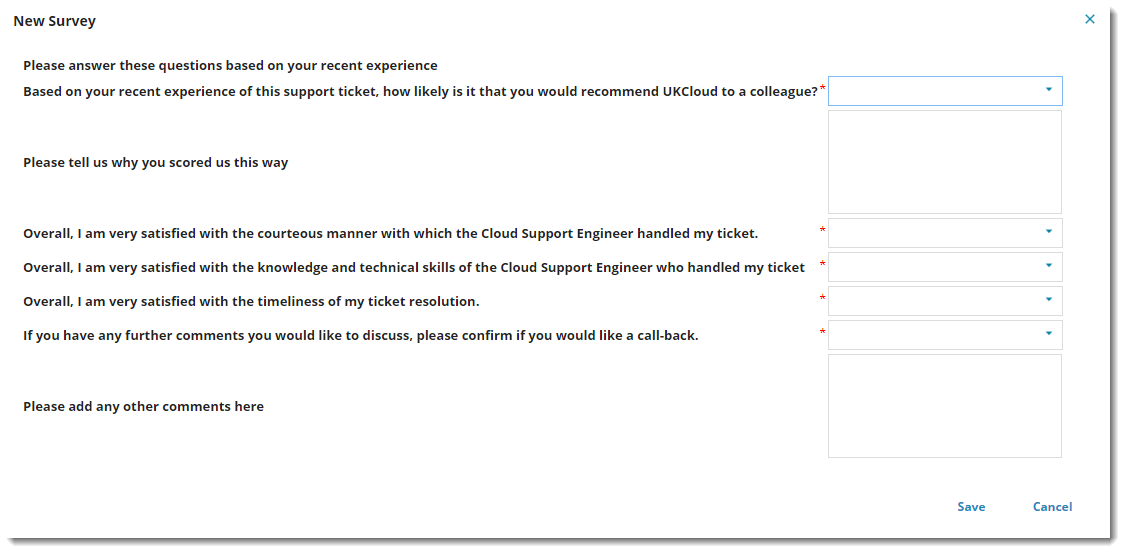 New Survey
Please answer these questions based on your recent experience
Based on your recent experience of this support ticket, how likely is it that you would recommend UKCloud to a colleague?*
Please tell us why you scored us this way
Overall, I am very satisfied with the courteous manner with which the Cloud Support Engineer handled my ticket. *
Overall, I am very satisfied with the knowledge and technical skills of the Cloud Support Engineer who handled my ticket *
Overall, I am very satisfied with the timeliness of my ticket resolution. *
If you have any further comments you would like to discuss, please confirm if you would like a call-back. *
Please add any other comments here
Save Cancel